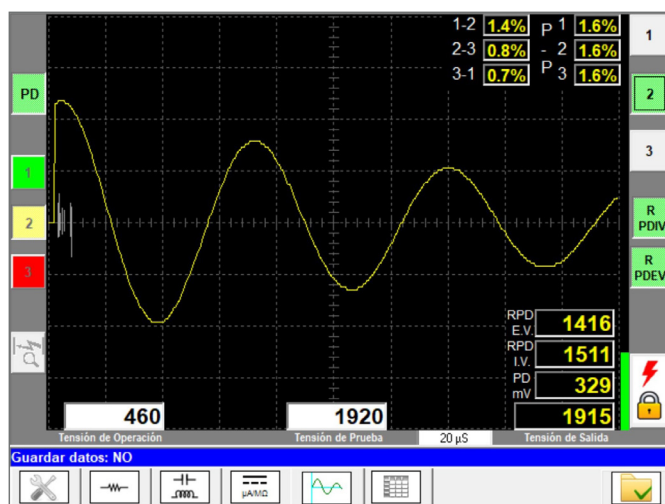 1-2 1.4% P 1 1.6%
2-3 0.8% - 2 1.6%
3-1 0.7% P 3 1.6%
1
PD
2
1
3
2
R
PDIV
3
R
PDEV
RPD
E.V. 1416
RPD
I.V. 1511
PD
mV 329
460 1920 1915
Tensión de Operación Tensión de Prueba 20 µS Tensión de Salida
Guardar datos: NO
µA/MΩ